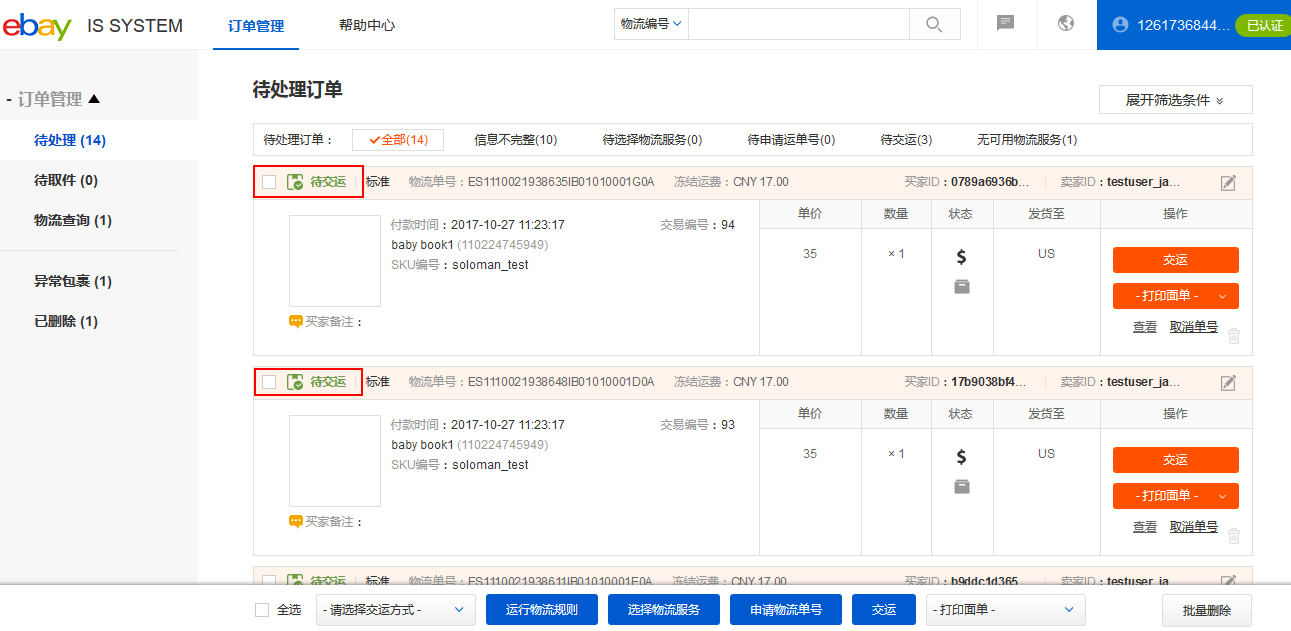 ebay IS SYSTEM 订单管理 帮助中心 物流编号 1261736844... 已认证
- 订单管理
待处理 (14)
待取件 (0)
物流查询 (1)
异常包裹 (1)
已删除 (1)
待处理订单
展开筛选条件
待处理订单： 全部(14) 信息不完整(10) 待选择物流服务(0) 待申请运单号(0) 待交运(3) 无可用物流服务(1)
待交运 标准 物流单号：ES1110021938635IB01010001G0A 冻结运费：CNY 17.00 买家ID：0789a6936b... 卖家ID：testuser_ja...
付款时间：2017-10-27 11:23:17 交易编号：94
baby book1 (110224745949)
SKU编号：soloman_test
买家备注：
单价 数量 状态 发货至 操作
35 × 1 $ US
交运
- 打印面单 -
查看 取消单号
待交运 标准 物流单号：ES1110021938648IB01010001D0A 冻结运费：CNY 17.00 买家ID：17b9038bf4... 卖家ID：testuser_ja...
付款时间：2017-10-27 11:23:17 交易编号：93
baby book1 (110224745949)
SKU编号：soloman_test
买家备注：
单价 数量 状态 发货至 操作
35 × 1 $ US
交运
- 打印面单 -
查看 取消单号
待交运 标准 物流单号：ES1110021938611IB01010001E0A 冻结运费：CNY 17.00 买家ID：b9ddc1d365 卖家ID：testuser_ja
全选 - 请选择交运方式 - 运行物流规则 选择物流服务 申请物流单号 交运 - 打印面单 - 批量删除